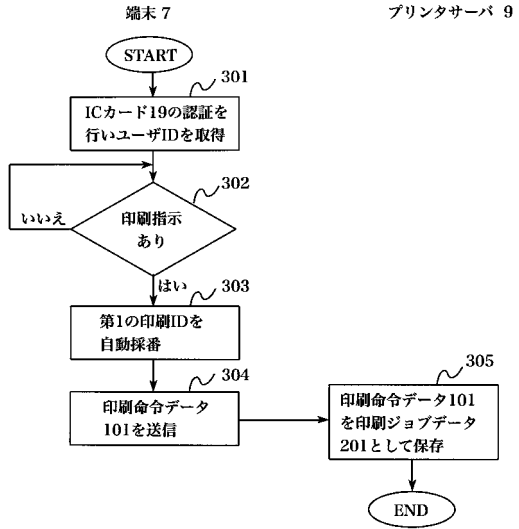 端末 7
プリンタサーバ 9
START
301
ICカード19の認証を
行いユーザIDを取得
302
いいえ
印刷指示
あり
はい
303
第1の印刷IDを
自動採番
304
印刷命令データ
101を送信
305
印刷命令データ101
を印刷ジョブデータ
201として保存
END